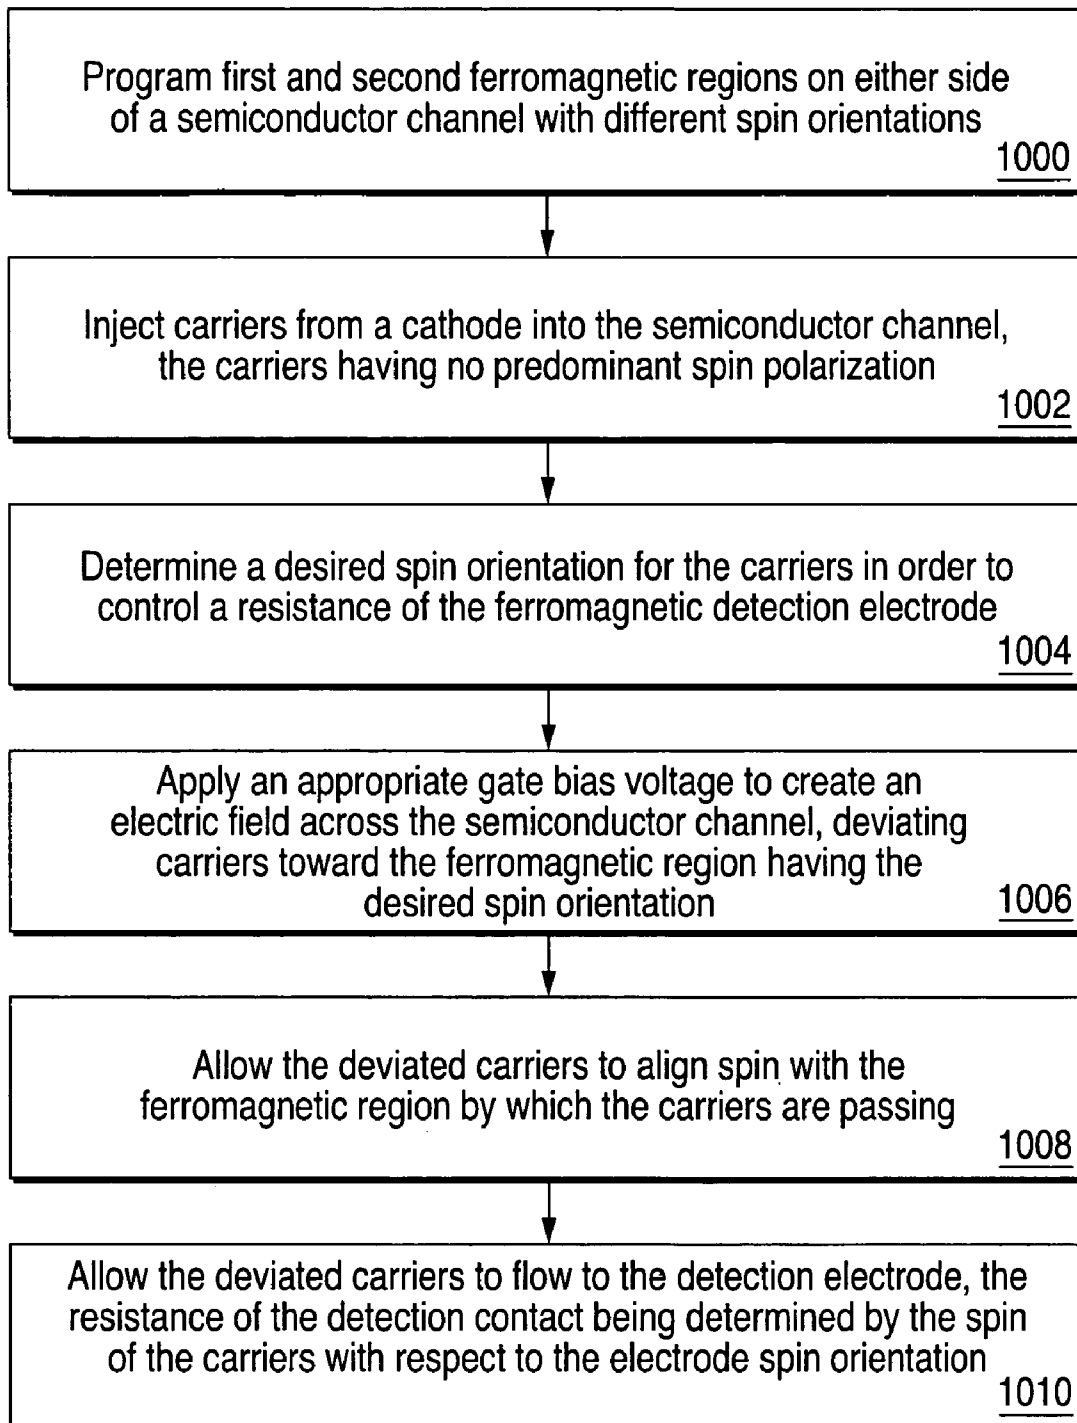 Program first and second ferromagnetic regions on either side
of a semiconductor channel with different spin orientations
1000
Inject carriers from a cathode into the semiconductor channel,
the carriers having no predominant spin polarization
1002
Determine a desired spin orientation for the carriers in order to
control a resistance of the ferromagnetic detection electrode
1004
Apply an appropriate gate bias voltage to create an
electric field across the semiconductor channel, deviating
carriers toward the ferromagnetic region having the
desired spin orientation
1006
Allow the deviated carriers to align spin with the
ferromagnetic region by which the carriers are passing
1008
Allow the deviated carriers to flow to the detection electrode, the
resistance of the detection contact being determined by the spin
of the carriers with respect to the electrode spin orientation
1010